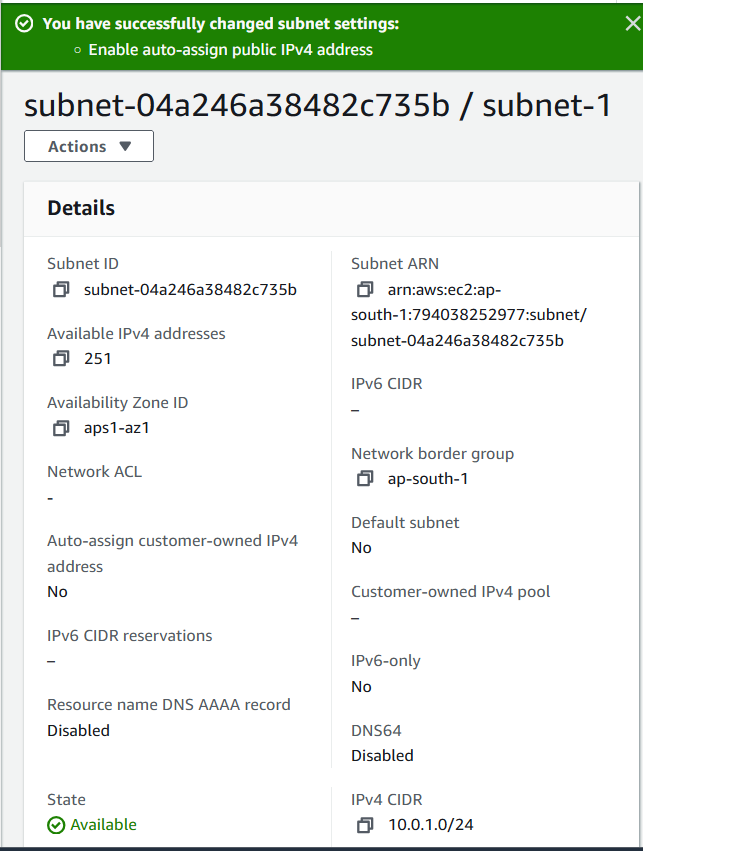 You have successfully changed subnet settings:
Enable auto-assign public IPv4 address
subnet-04a246a38482c735b / subnet-1
Actions
Details
Subnet ID
subnet-04a246a38482c735b
Available IPv4 addresses
251
Availability Zone ID
aps1-az1
Network ACL
-
Auto-assign customer-owned IPv4
address
No
IPv6 CIDR reservations
–
Resource name DNS AAAA record
Disabled
Subnet ARN
arn:aws:ec2:ap-
south-1:794038252977:subnet/
subnet-04a246a38482c735b
IPv6 CIDR
–
Network border group
ap-south-1
Default subnet
No
Customer-owned IPv4 pool
–
IPv6-only
No
DNS64
Disabled
State
Available
IPv4 CIDR
10.0.1.0/24